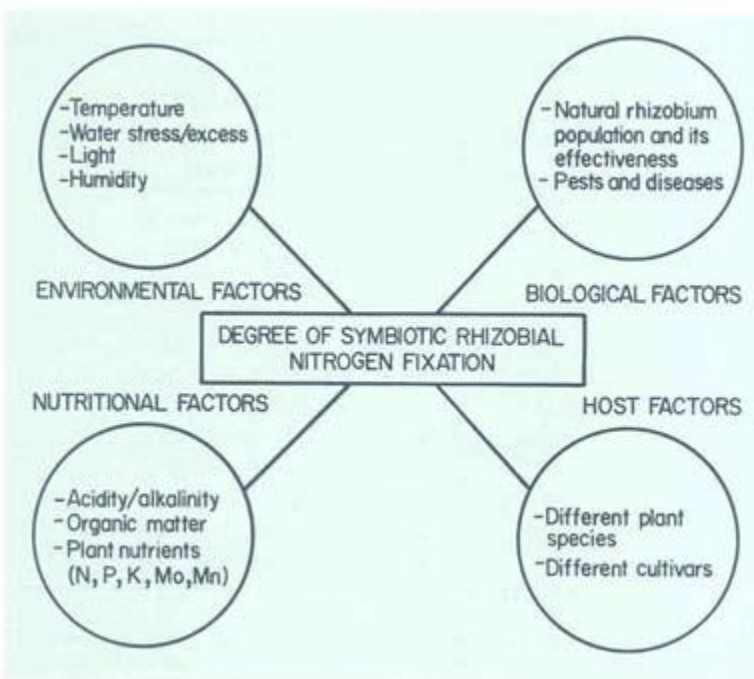 -Temperature
-Water stress/excess
-Light
-Humidity
ENVIRONMENTAL FACTORS
-Natural rhizobium
population and its
effectiveness
-Pests and diseases
BIOLOGICAL FACTORS
DEGREE OF SYMBIOTIC RHIZOBIAL
NITROGEN FIXATION
NUTRITIONAL FACTORS
-Acidity/alkalinity
-Organic matter
-Plant nutrients
(N,P,K,Mo,Mn)
HOST FACTORS
-Different plant
species
-Different cultivars